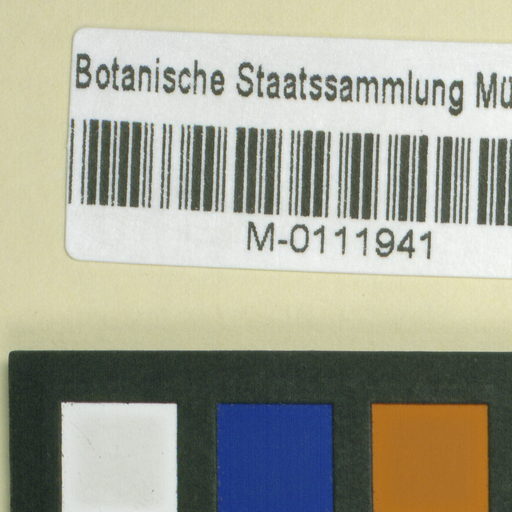 Botanische Staatssammlung Mü
M-0111941